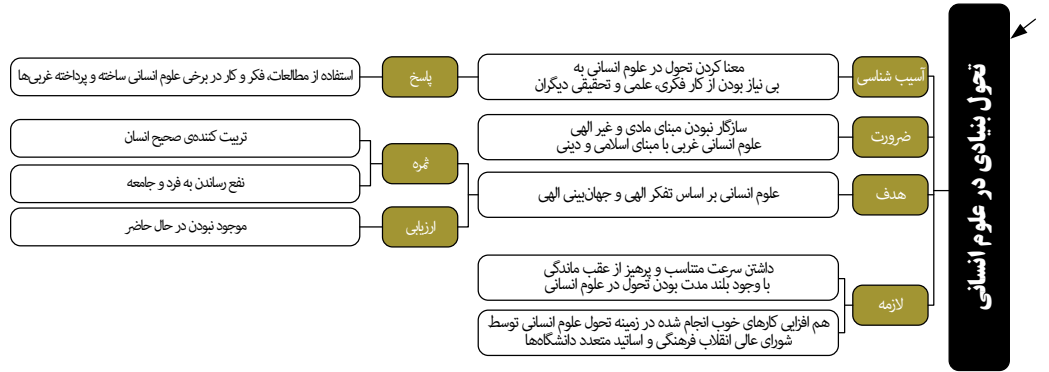 تحول بنیادی در علوم انسانی
آسیب شناسی
معنا کردن تحول در علوم انسانی به
بی نیاز بودن از کار فکری، علمی و تحقیقی دیگران
پاسخ
استفاده از مطالعات، فکر و کار در برخی علوم انسانی ساخته و پرداخته غربی‌ها
ضرورت
سازگار نبودن مبنای مادی و غیر الهی
علوم انسانی غربی با مبنای اسلامی و دینی
هدف
علوم انسانی بر اساس تفکر الهی و جهان‌بینی الهی
ثمره
تربیت کننده‌ی صحیح انسان
نفع رساندن به فرد و جامعه
ارزیابی
موجود نبودن در حال حاضر
لازمه
داشتن سرعت متناسب و پرهیز از عقب ماندگی
با وجود بلند مدت بودن تحول در علوم انسانی
هم افزایی کارهای خوب انجام شده در زمینه تحول علوم انسانی توسط
شورای عالی انقلاب فرهنگی و اساتید متعدد دانشگاه‌ها